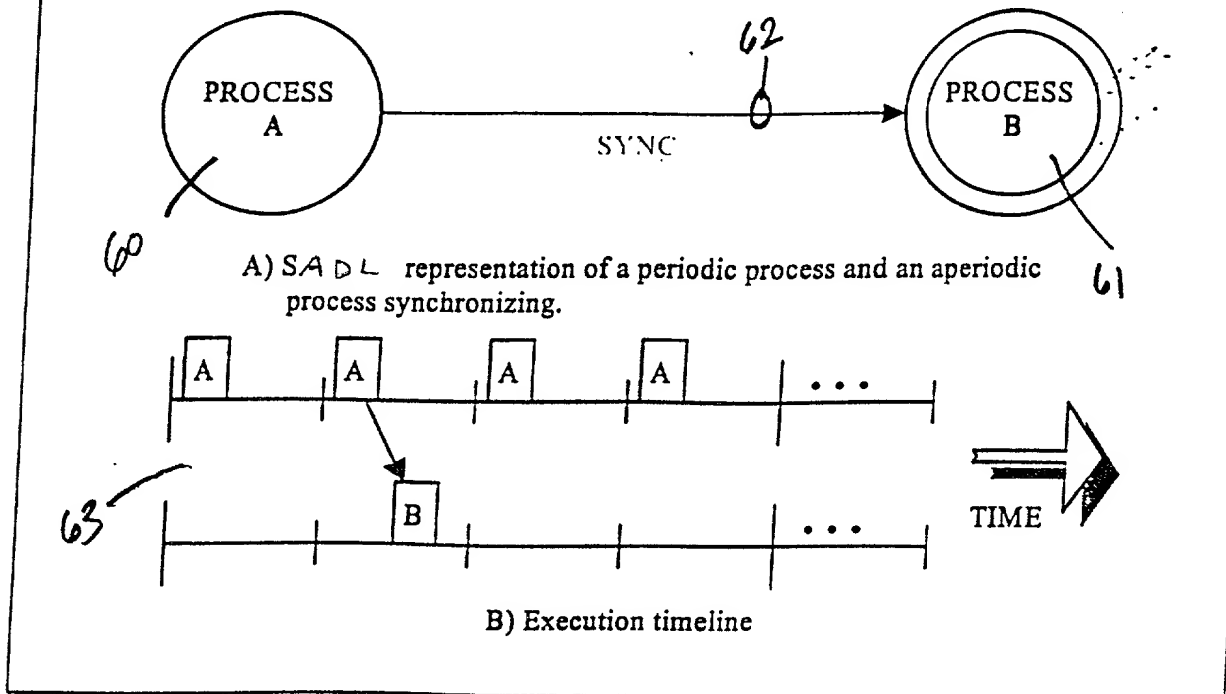 62
PROCESS
A
PROCESS
B
SYNC
60
61
A) SADL representation of a periodic process and an aperiodic
process synchronizing.
A A A A ...
63
B ...
TIME
B) Execution timeline